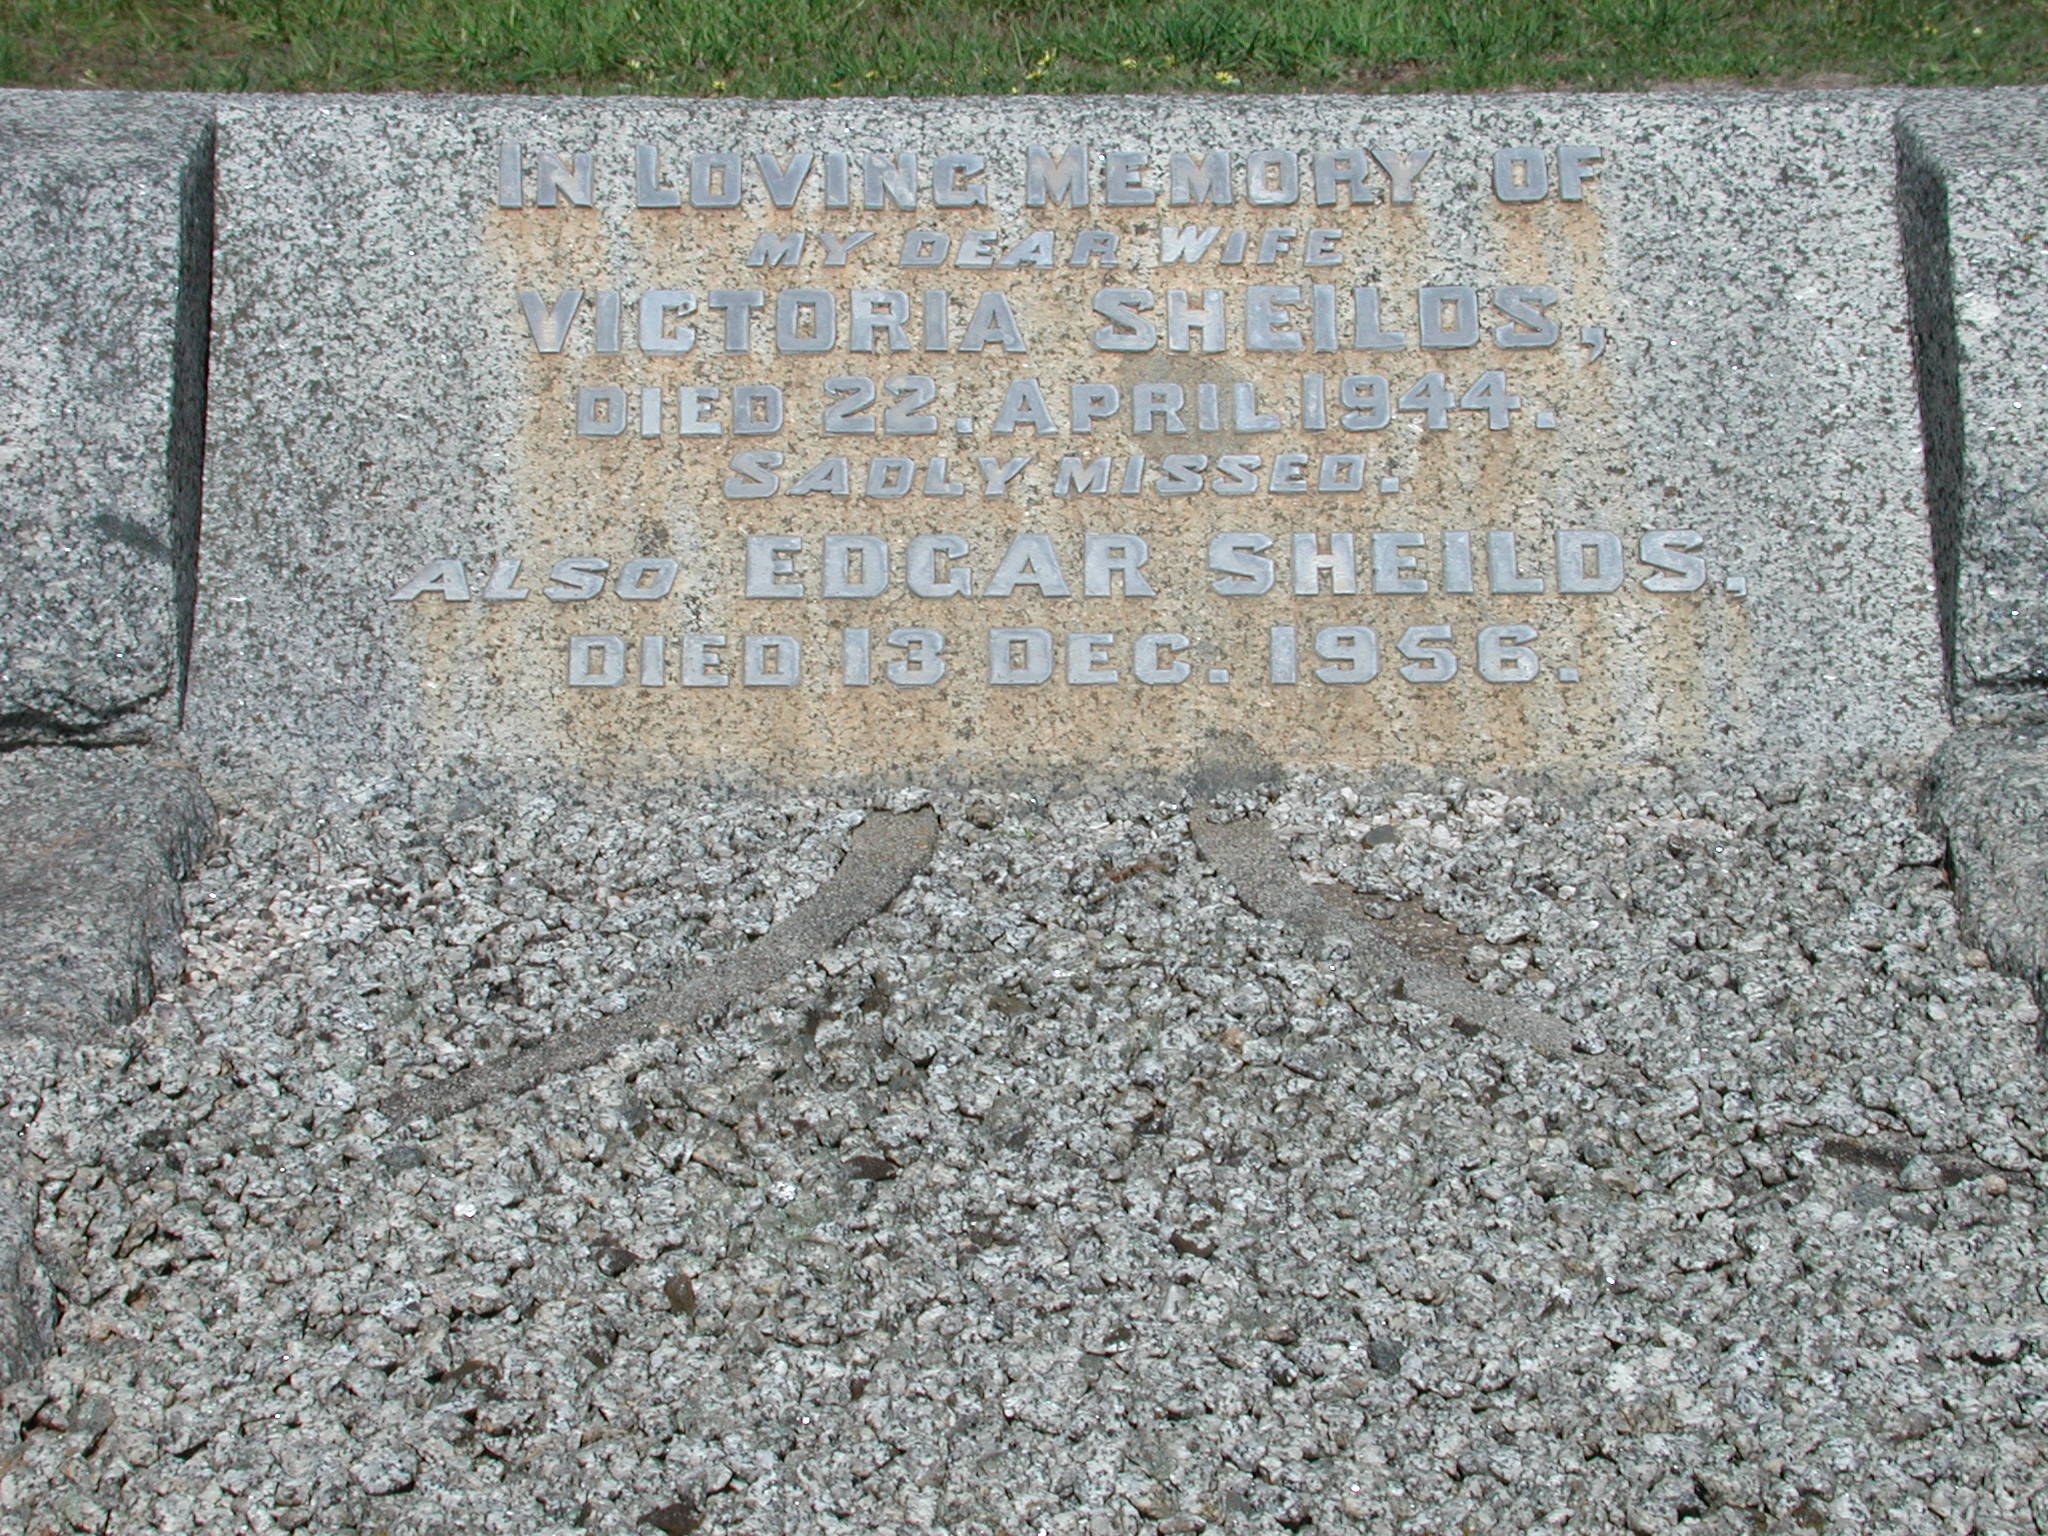 IN LOVING MEMORY OF
MY DEAR WIFE
VICTORIA SHEILDS,
DIED 22. APRIL 1944.
SADLY MISSED.
ALSO EDGAR SHEILDS.
DIED 13 DEC. 1956.